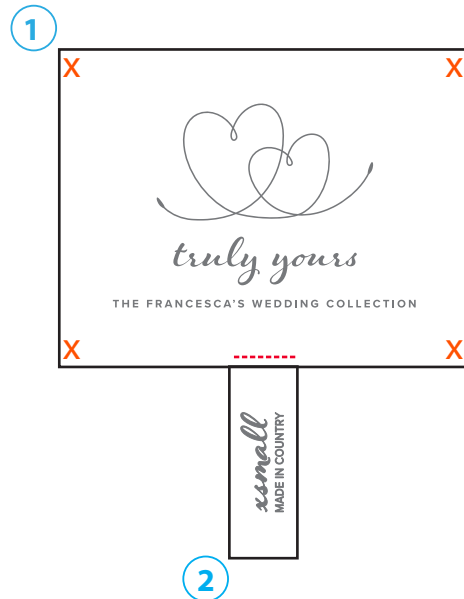 1
X X
truly yours
THE FRANCESCA'S WEDDING COLLECTION
X X
xsmall
MADE IN COUNTRY
2